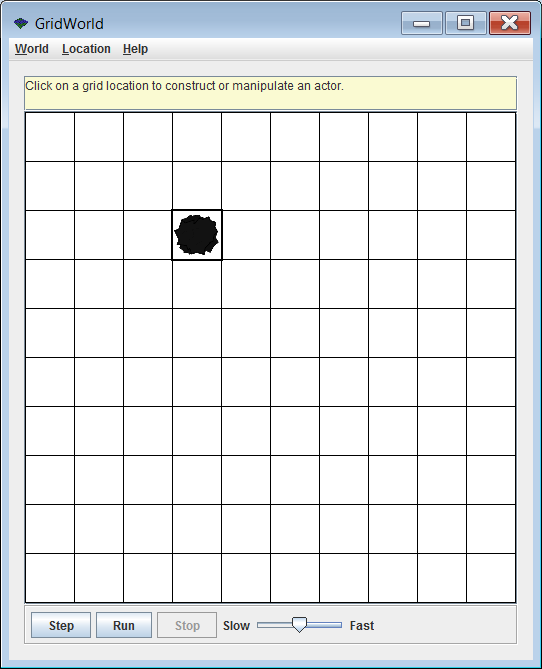 GridWorld
World Location Help
Click on a grid location to construct or manipulate an actor.
Step Run Stop Slow Fast